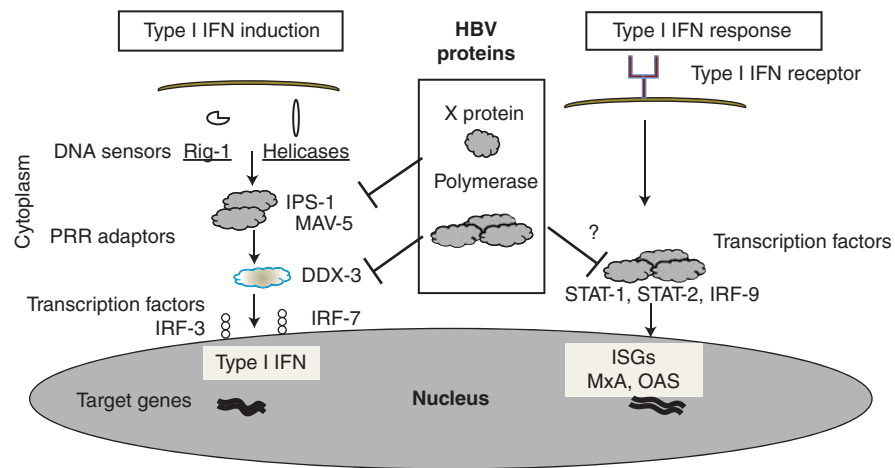 Type I IFN induction
HBV
proteins
Type I IFN response
Type I IFN receptor
X protein
DNA sensors Rig-1 Helicases
Cytoplasm
Polymerase
IPS-1
MAV-5
PRR adaptors
?
Transcription factors
DDX-3
STAT-1, STAT-2, IRF-9
Transcription factors
IRF-3
IRF-7
Type I IFN
ISGs
MxA, OAS
Target genes
Nucleus